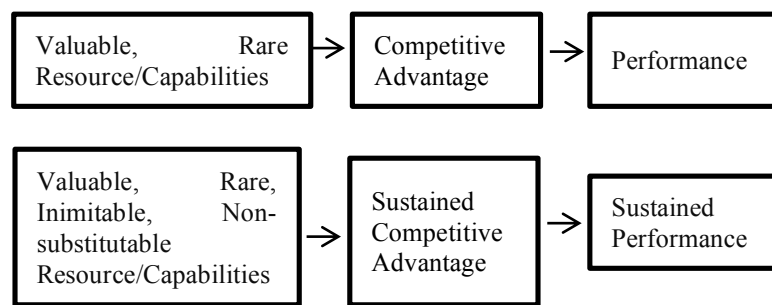 Valuable, Rare
Resource/Capabilities
Competitive
Advantage
Performance
Valuable, Rare,
Inimitable, Non-
substitutable
Resource/Capabilities
Sustained
Competitive
Advantage
Sustained
Performance